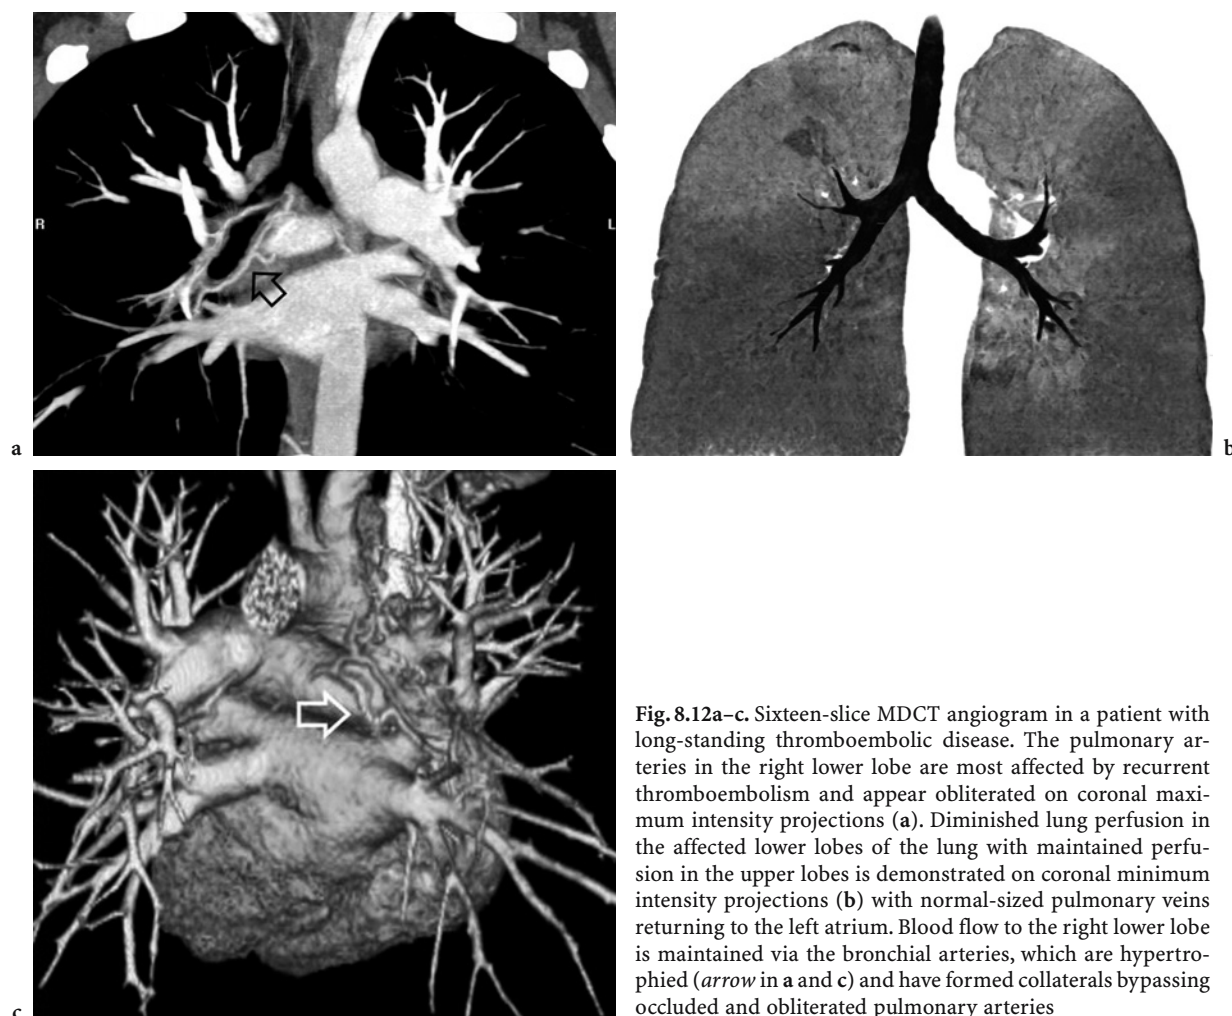 R
L
a
b
c
Fig. 8.12a–c. Sixteen-slice MDCT angiogram in a patient with
long-standing thromboembolic disease. The pulmonary ar-
teries in the right lower lobe are most affected by recurrent
thromboembolism and appear obliterated on coronal maxi-
mum intensity projections (a). Diminished lung perfusion in
the affected lower lobes of the lung with maintained perfu-
sion in the upper lobes is demonstrated on coronal minimum
intensity projections (b) with normal-sized pulmonary veins
returning to the left atrium. Blood flow to the right lower lobe
is maintained via the bronchial arteries, which are hypertro-
phied (arrow in a and c) and have formed collaterals bypassing
occluded and obliterated pulmonary arteries